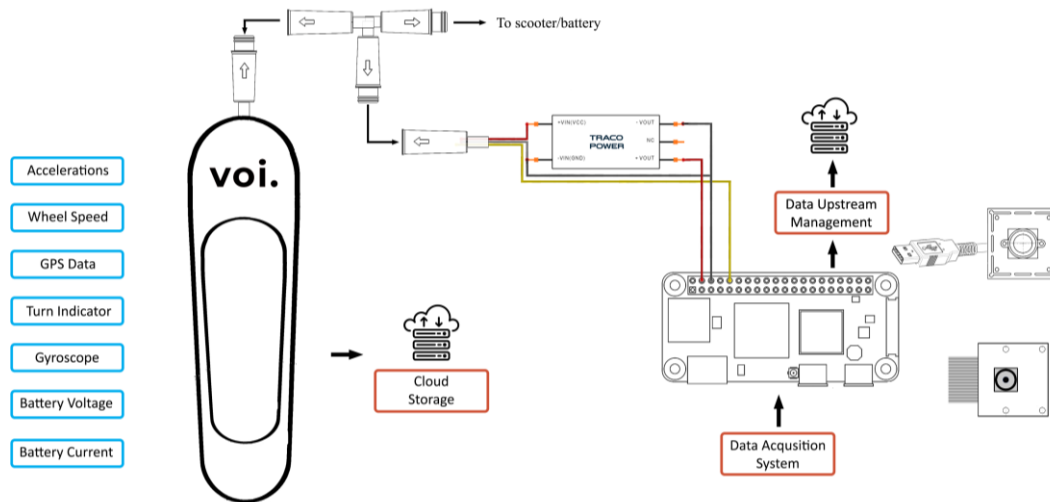 To scooter/battery
+VIN(VCC)
- VOUT
TRACO
POWER
NC
-VIN(GND)
+ VOUT
voi.
Accelerations
Wheel Speed
GPS Data
Turn Indicator
Gyroscope
Battery Voltage
Battery Current
Cloud
Storage
Data Upstream
Management
Data Acqusition
System